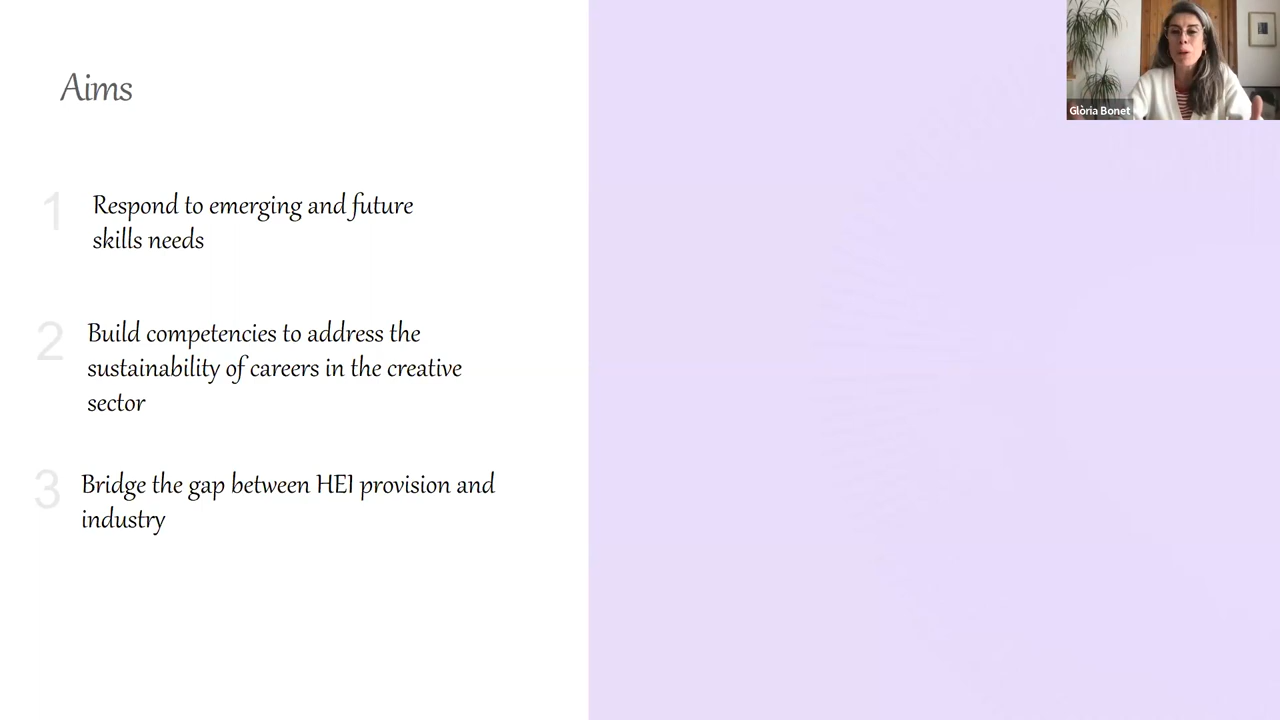 Aims
1
Respond to emerging and future
skills needs
2
Build competencies to address the
sustainability of careers in the creative
sector
3
Bridge the gap between HEI provision and
industry
Glòria Bonet